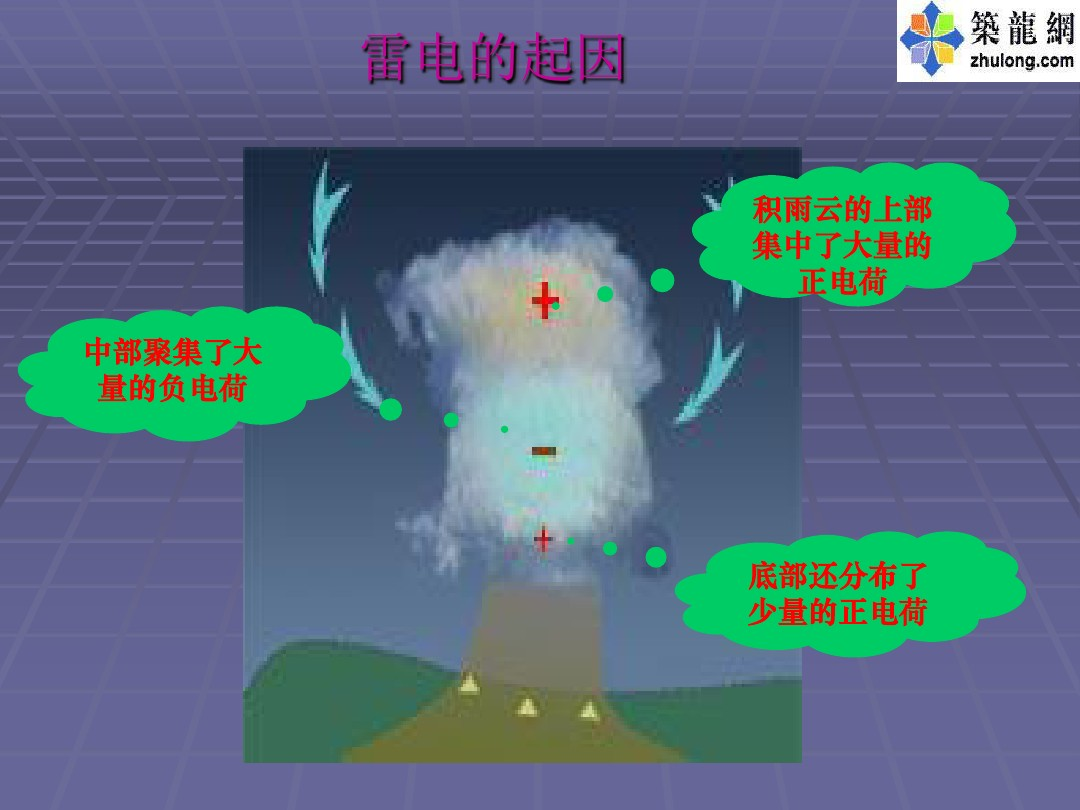 雷电的起因
築龍網
zhulong.com
积雨云的上部
集中了大量的
正电荷
中部聚集了大
量的负电荷
底部还分布了
少量的正电荷
+
-
+